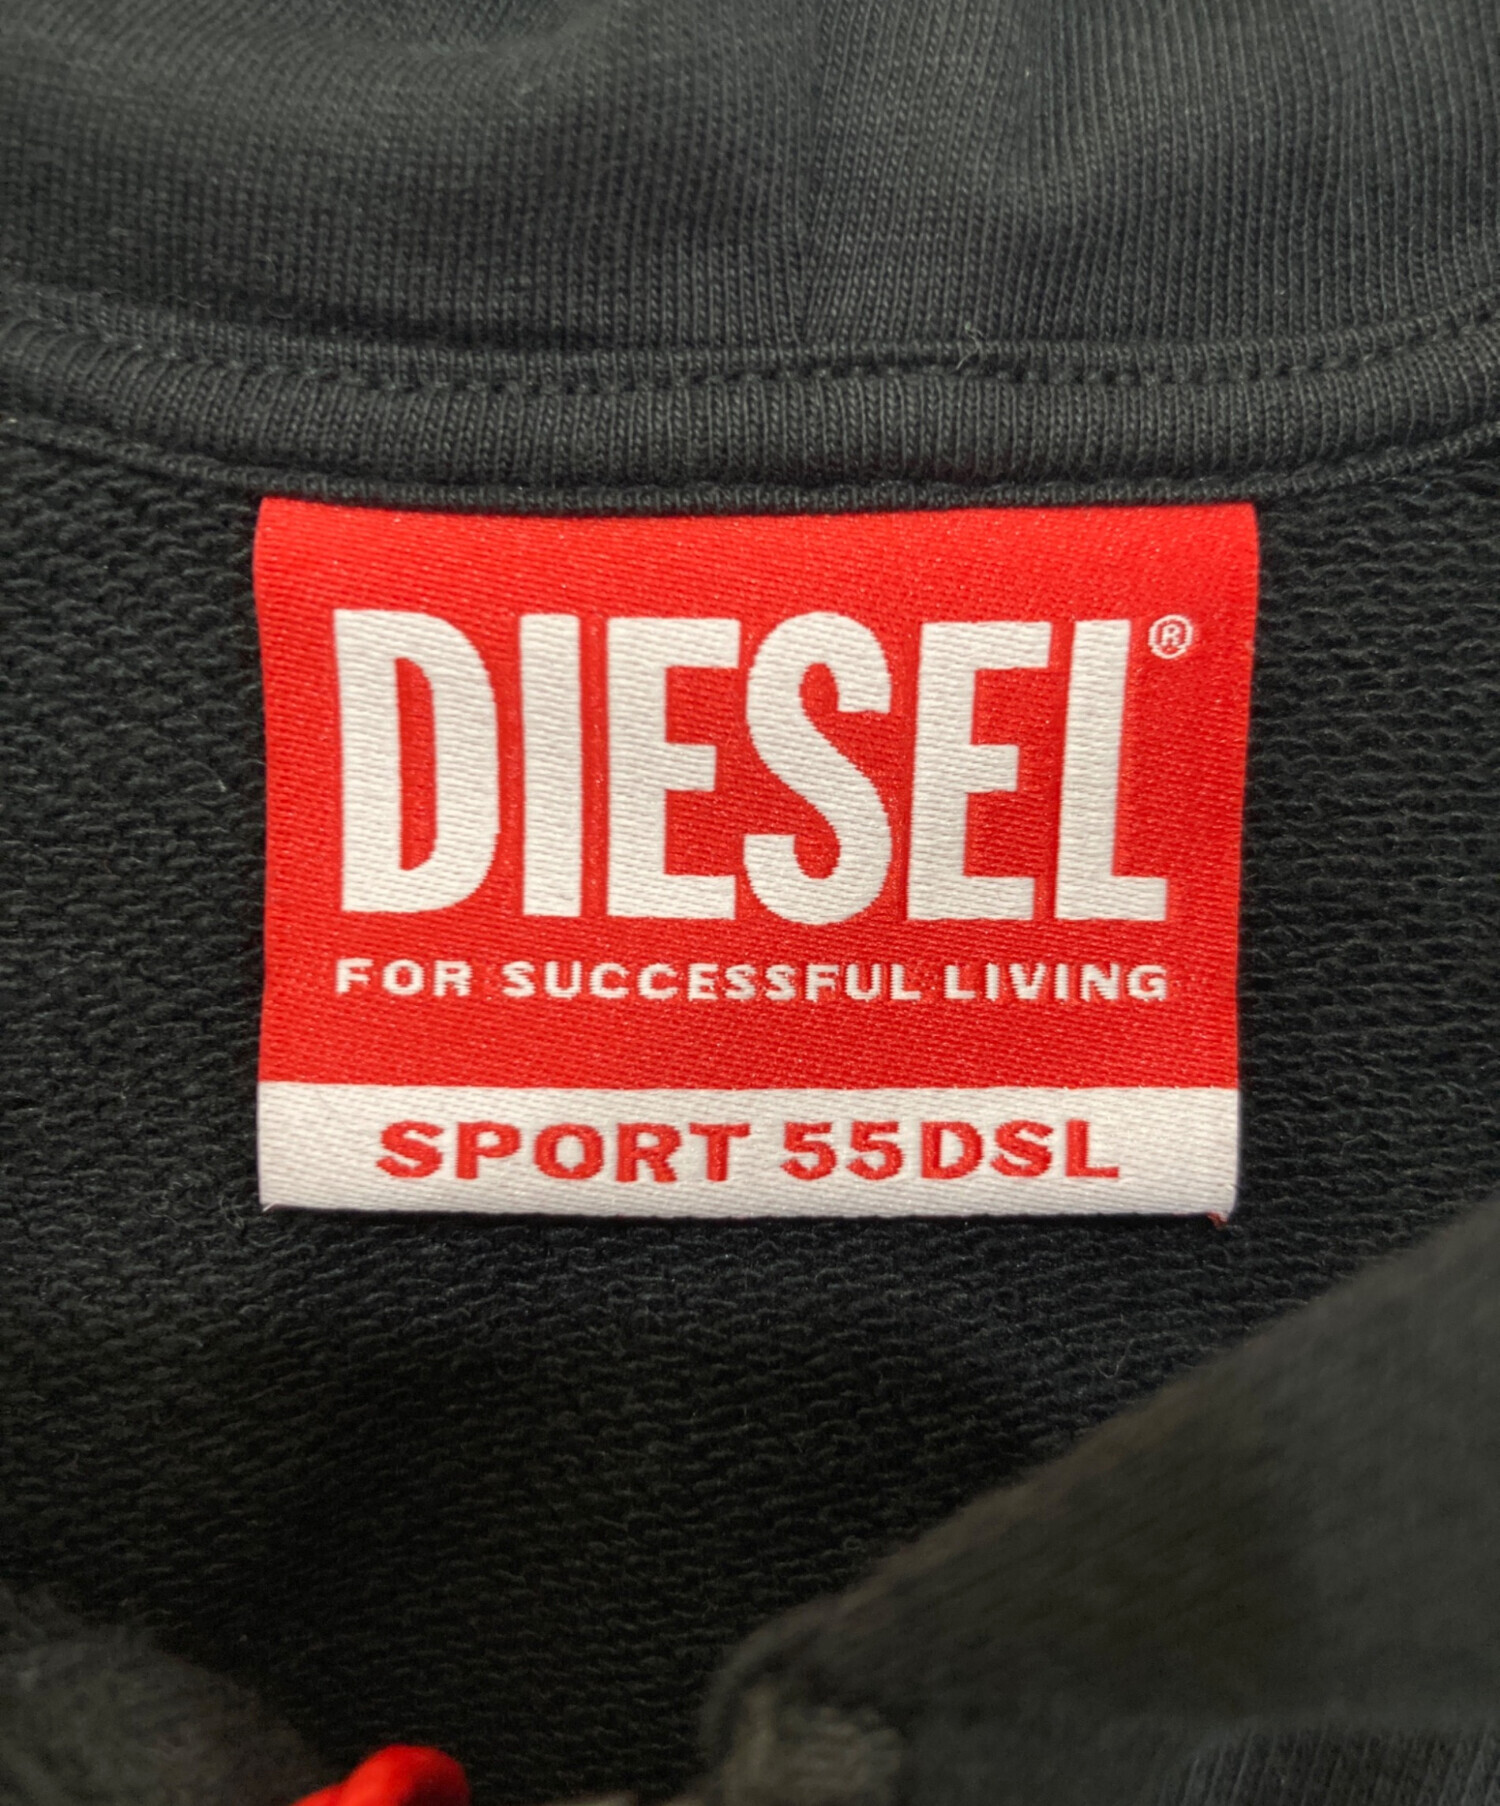 DIESEL®
FOR SUCCESSFUL LIVING
SPORT 55DSL